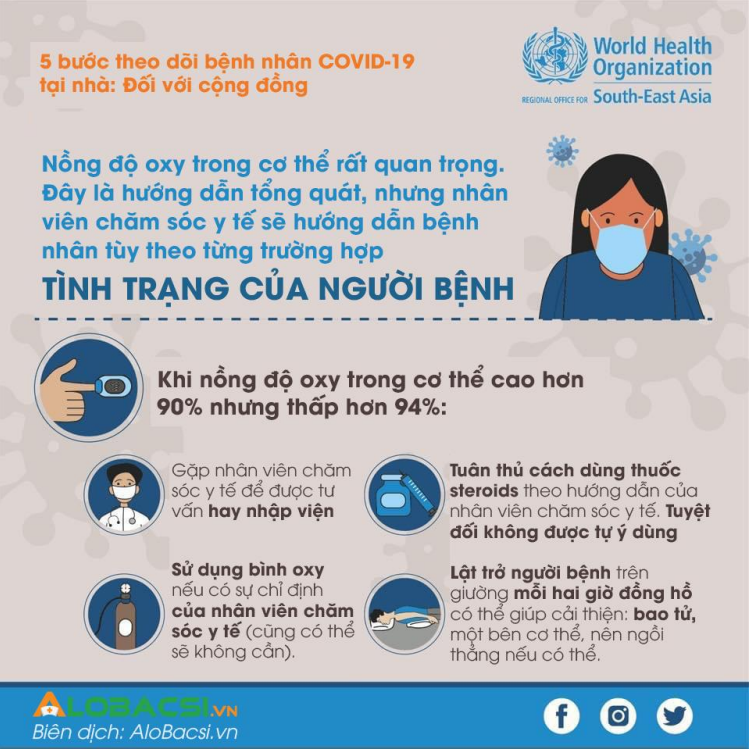 5 bước theo dõi bệnh nhân COVID-19
tại nhà: Đối với cộng đồng
World Health
Organization
REGIONAL OFFICE FOR South-East Asia
Nồng độ oxy trong cơ thể rất quan trọng.
Đây là hướng dẫn tổng quát, nhưng nhân
viên chăm sóc y tế sẽ hướng dẫn bệnh
nhân tùy theo từng trường hợp
TÌNH TRẠNG CỦA NGƯỜI BỆNH
Khi nồng độ oxy trong cơ thể cao hơn
90% nhưng thấp hơn 94%:
Gặp nhân viên chăm
sóc y tế để được tư
vấn hay nhập viện
Tuân thủ cách dùng thuốc
steroids theo hướng dẫn của
nhân viên chăm sóc y tế. Tuyệt
đối không được tự ý dùng
Sử dụng bình oxy
nếu có sự chỉ định
của nhân viên chăm
sóc y tế (cũng có thể
sẽ không cần).
Lật trở người bệnh trên
giường mỗi hai giờ đồng hồ
có thể giúp cải thiện: bao tử,
một bên cơ thể, nên ngồi
thẳng nếu có thể.
ALOBACSI.VN
Biên dịch: AloBacsi.vn